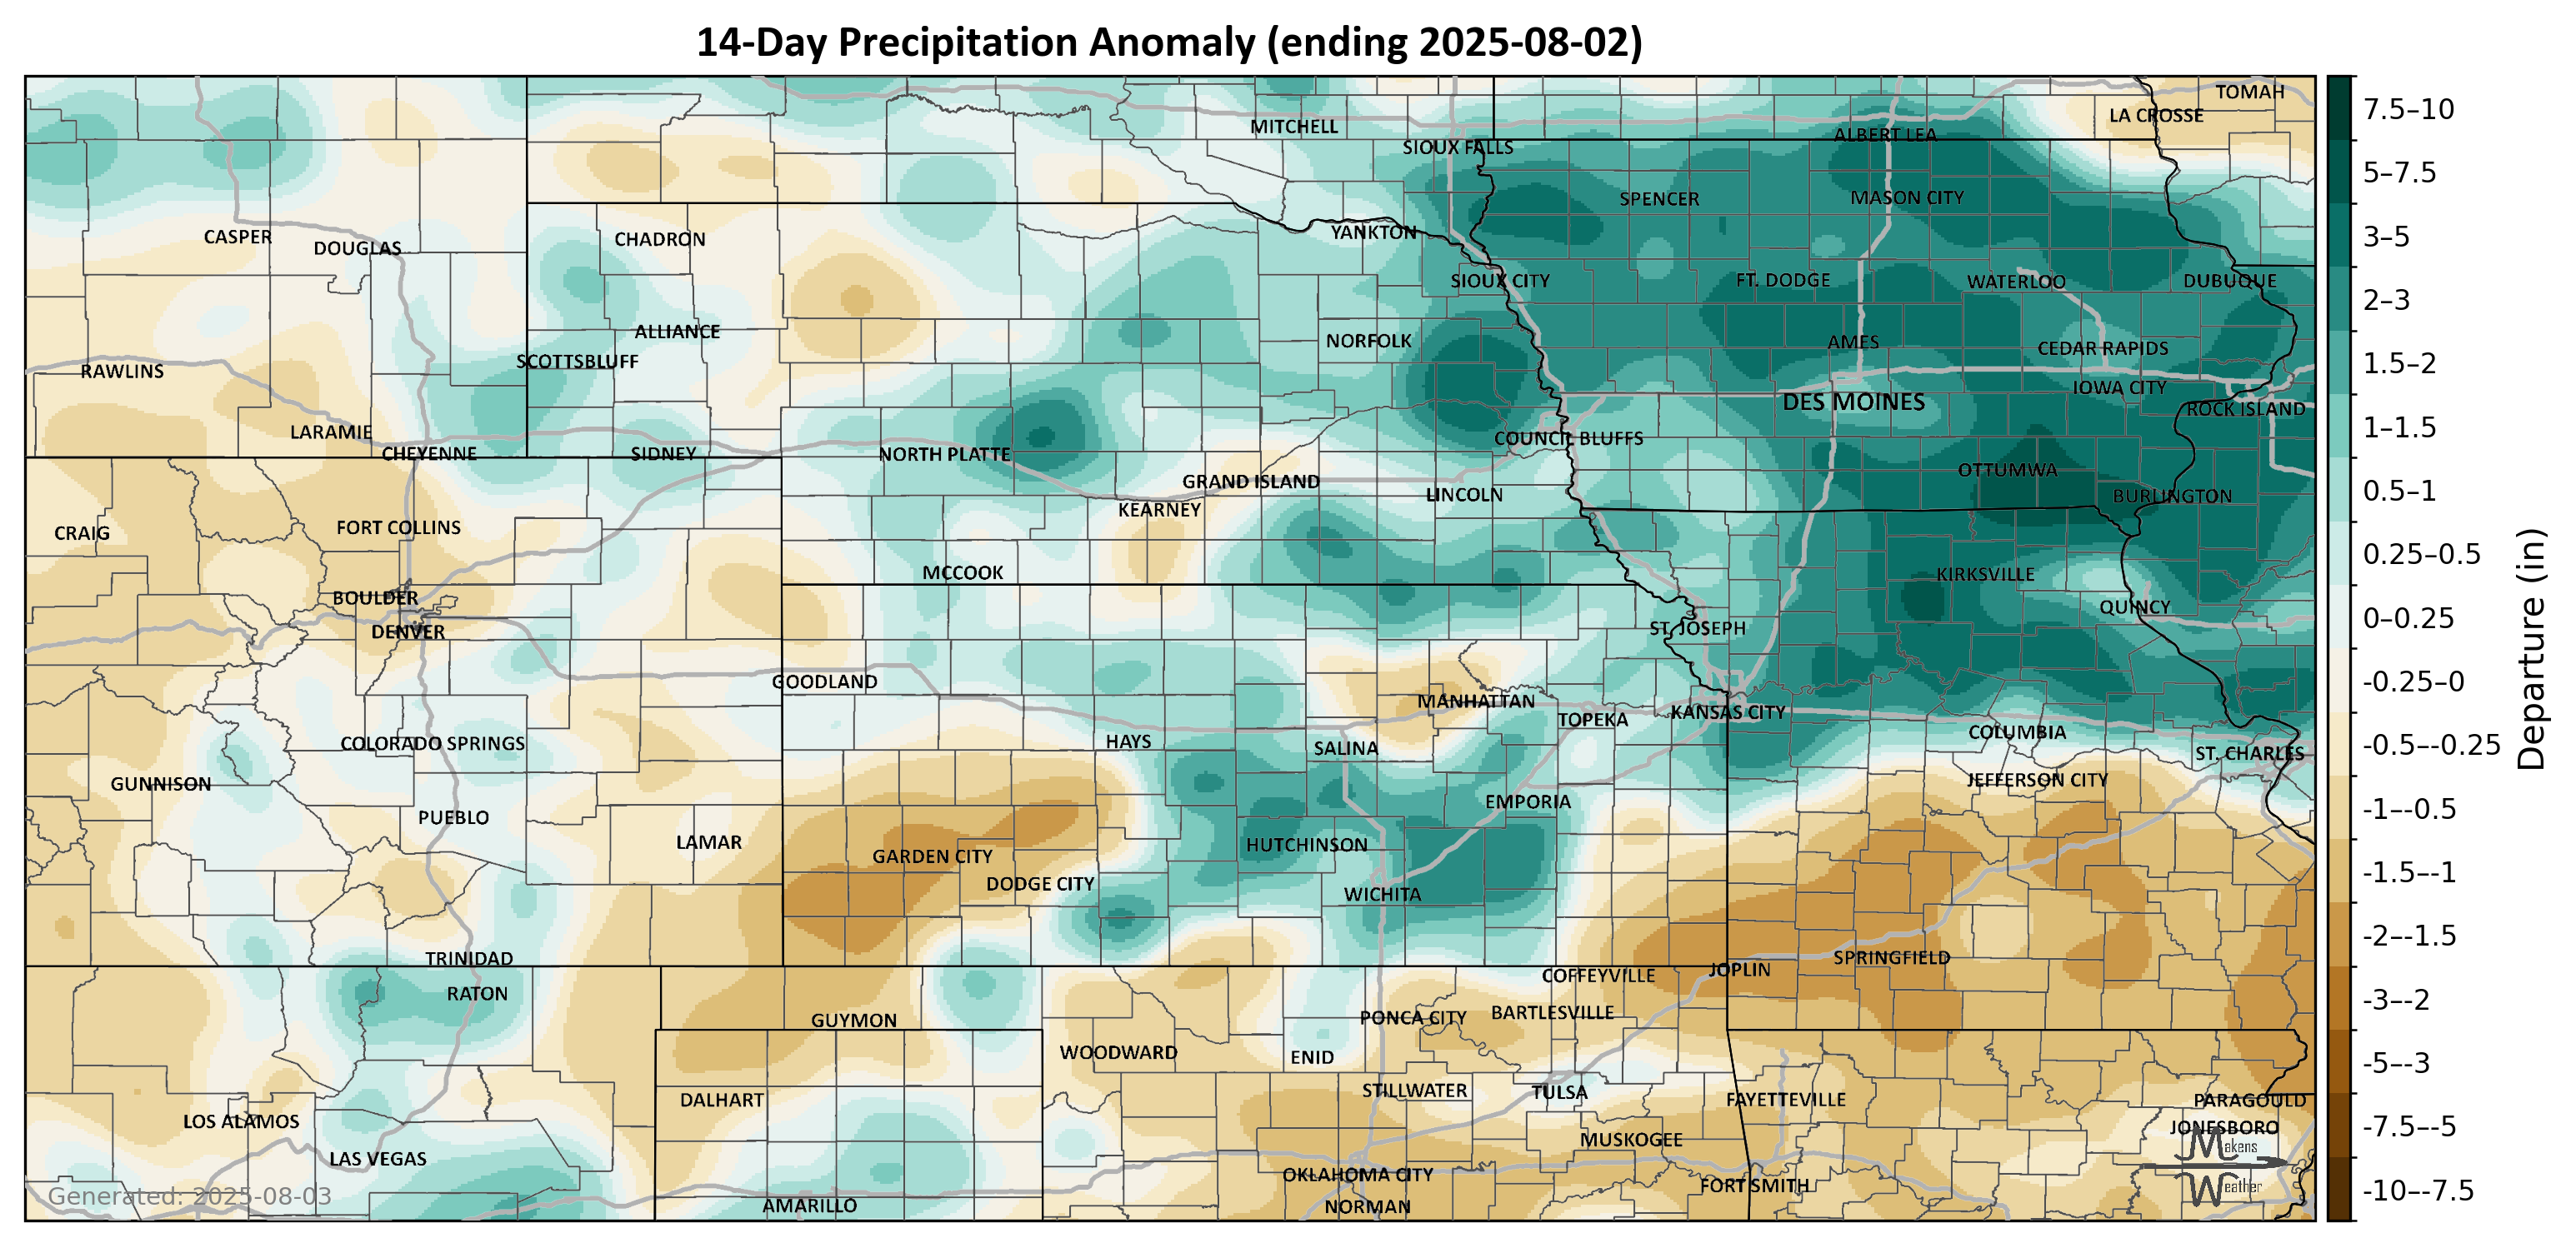 14-Day Precipitation Anomaly (ending 2025-08-02)
TOMAH
LA CROSSE
MITCHELL
ALBERT LEA
SIOUX FALLS
SPENCER
MASON CITY
CASPER
DOUGLAS
CHADRON
YANKTON
SIOUX CITY
FT. DODGE
WATERLOO
DUBUQUE
ALLIANCE
NORFOLK
AMES
CEDAR RAPIDS
SCOTTSBLUFF
RAWLINS
IOWA CITY
DES MOINES
ROCK ISLAND
LARAMIE
COUNCIL BLUFFS
CHEYENNE
SIDNEY
NORTH PLATTE
OTTUMWA
GRAND ISLAND
LINCOLN
BURLINGTON
KEARNEY
CRAIG
FORT COLLINS
MCCOOK
KIRKSVILLE
BOULDER
QUINCY
DENVER
ST. JOSEPH
GOODLAND
MANHATTAN
TOPEKA
KANSAS CITY
COLUMBIA
COLORADO SPRINGS
HAYS
SALINA
ST. CHARLES
GUNNISON
JEFFERSON CITY
EMPORIA
PUEBLO
LAMAR
HUTCHINSON
GARDEN CITY
DODGE CITY
WICHITA
TRINIDAD
SPRINGFIELD
COFFEYVILLE
JOPLIN
RATON
GUYMON
PONCA CITY
BARTLESVILLE
WOODWARD
ENID
STILLWATER
TULSA
DALHART
FAYETTEVILLE
PARAGOULD
LOS ALAMOS
JONESBORO
MUSKOGEE
LAS VEGAS
OKLAHOMA CITY
FORT SMITH
AMARILLO
NORMAN
Generated: 2025-08-03
Makens
Weather
7.5–10
5–7.5
3–5
2–3
1.5–2
1–1.5
0.5–1
0.25–0.5
0–0.25
-0.25–0
-0.5–-0.25
-1–-0.5
-1.5–-1
-2–-1.5
-3–-2
-5–-3
-7.5–-5
-10–-7.5
Departure (in)